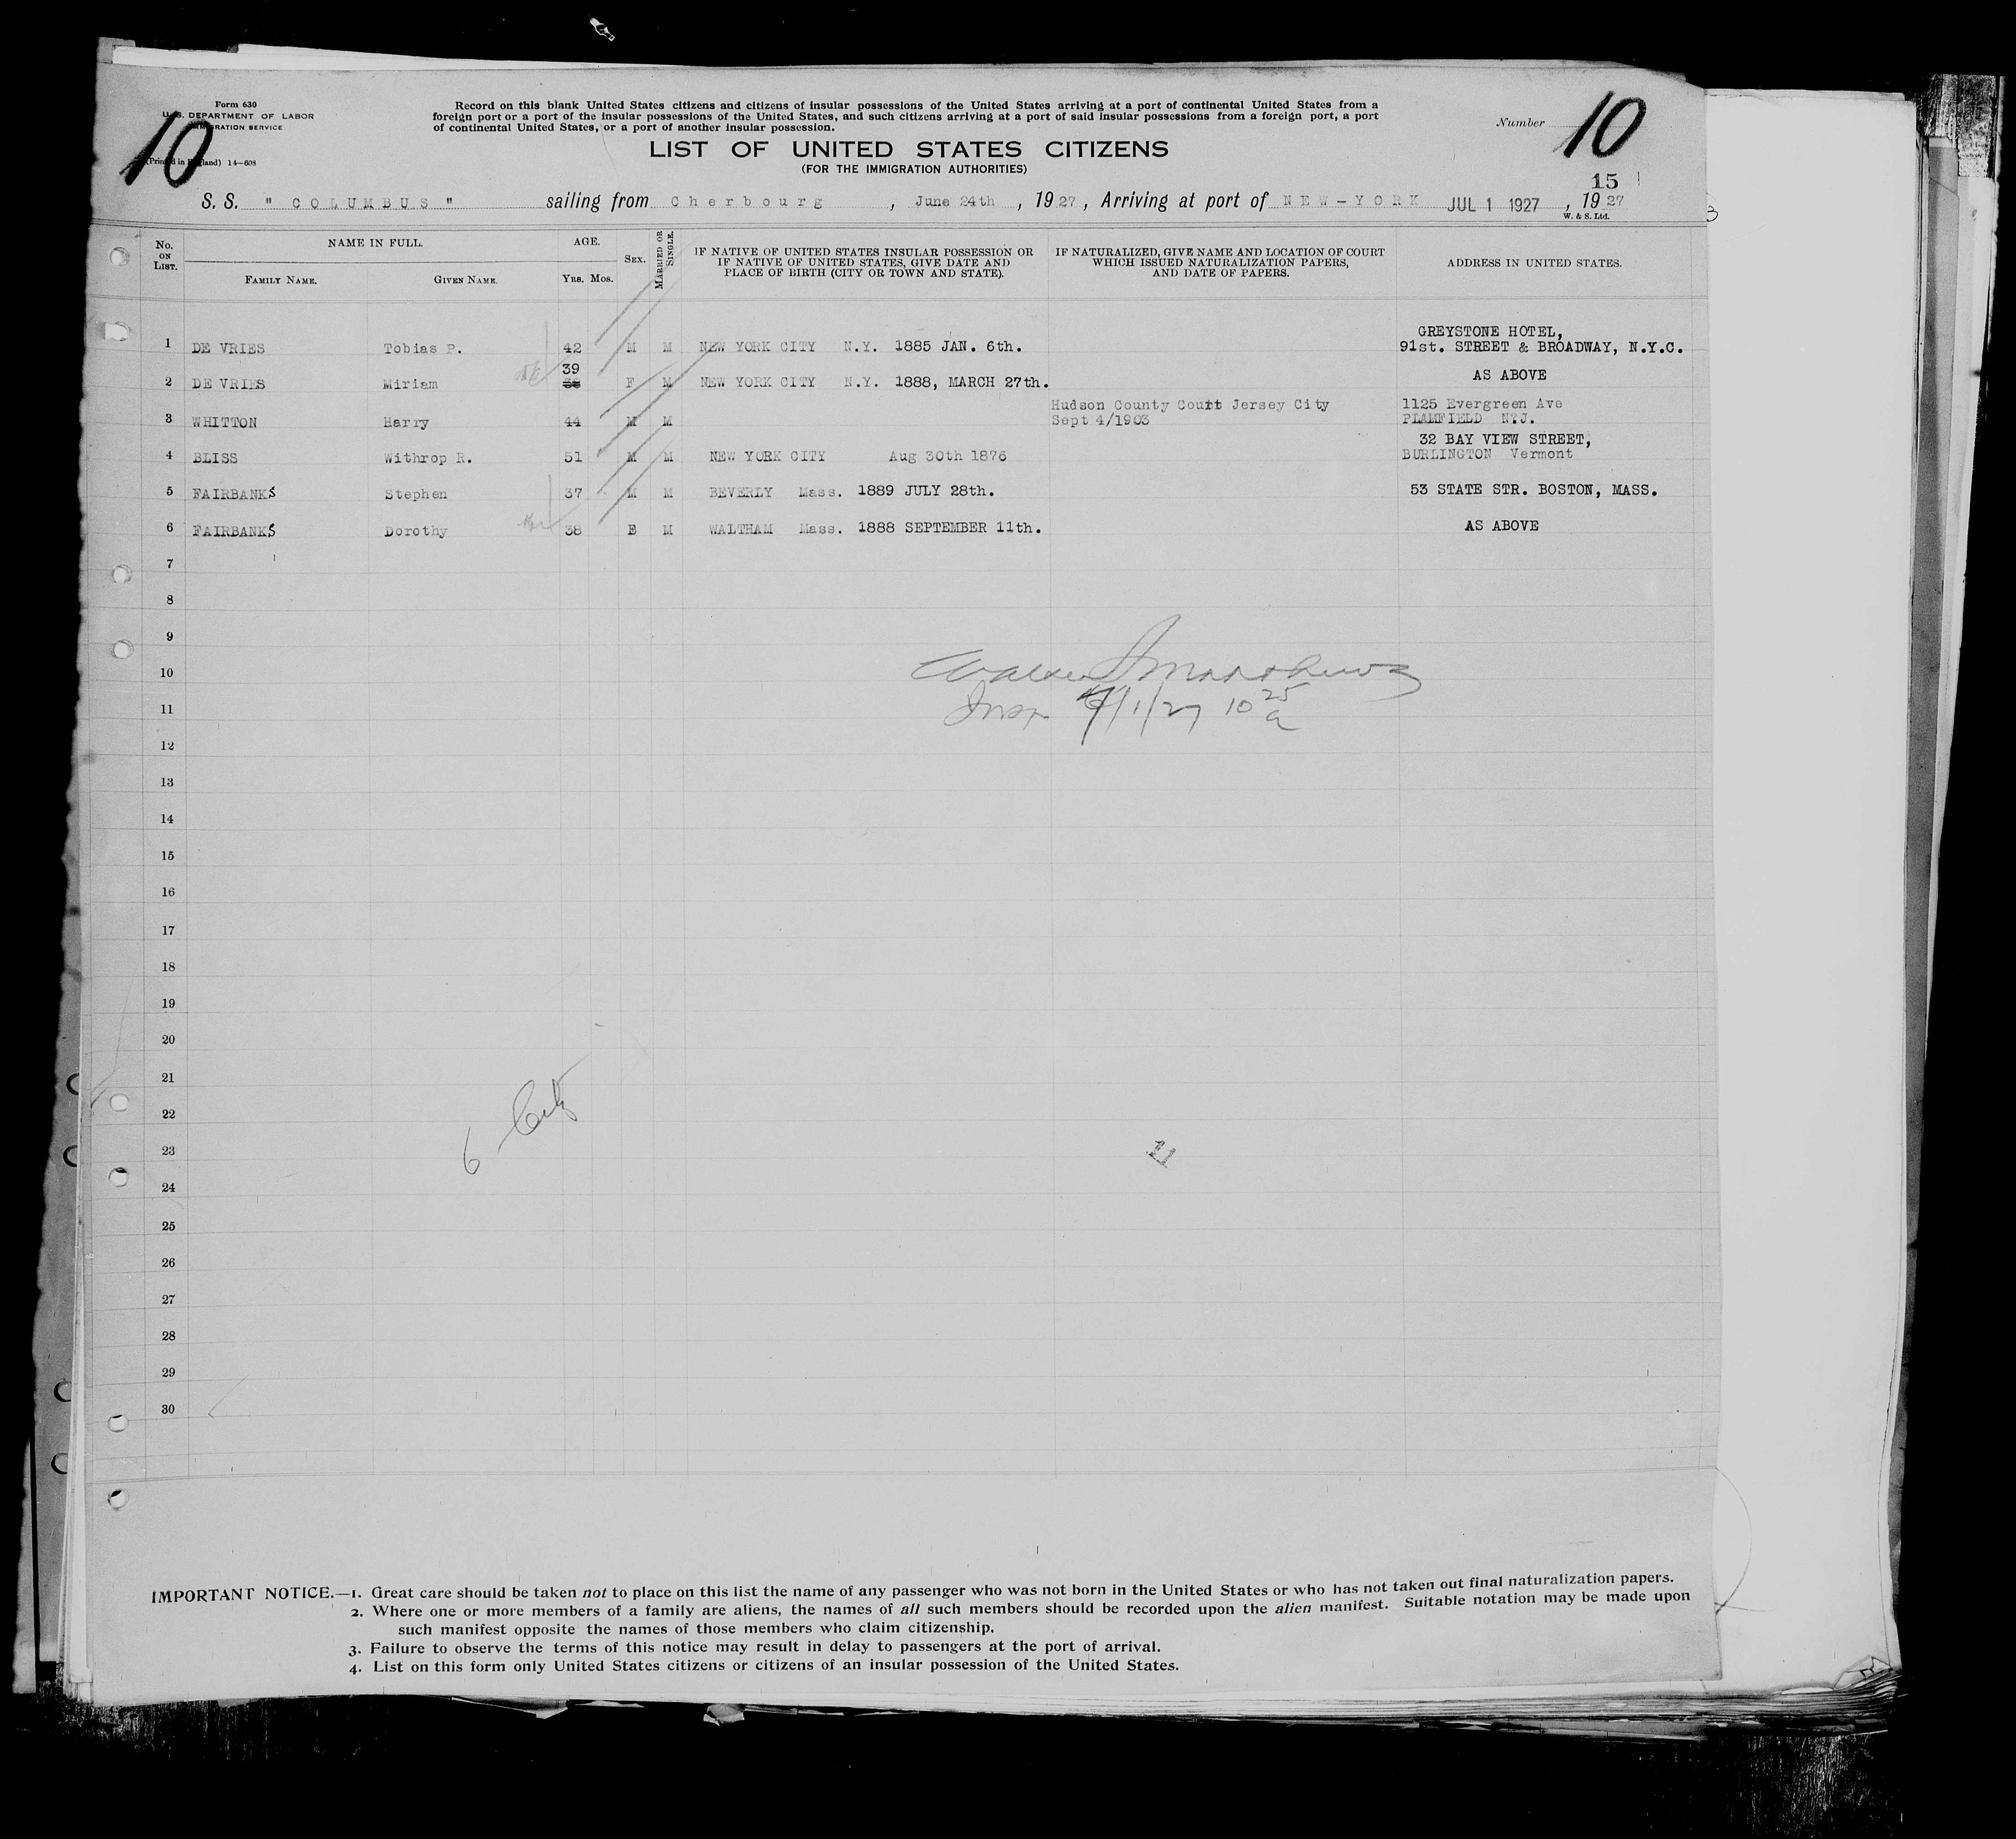 Form 630
U. S. DEPARTMENT OF LABOR
IMMIGRATION SERVICE
(Printed in England) 14—608
10
Record on this blank United States citizens and citizens of insular possessions of the United States arriving at a port of continental United States from a
foreign port or a port of the insular possessions of the United States, and such citizens arriving at a port of said insular possessions from a foreign port, a port
of continental United States, or a port of another insular possession.
Number 10
15
LIST OF UNITED STATES CITIZENS
(FOR THE IMMIGRATION AUTHORITIES)
S. S. " COLUMBUS " sailing from Cherbourg , June 24th , 1927 , Arriving at port of NEW-YORK JUL 1 1927 , 1927
W. & S. Ltd.
No. ON LIST. NAME IN FULL. FAMILY NAME. GIVEN NAME. AGE. Yrs. Mos. SEX. MARRIED OR SINGLE. IF NATIVE OF UNITED STATES INSULAR POSSESSION OR IF NATIVE OF UNITED STATES, GIVE DATE AND PLACE OF BIRTH (CITY OR TOWN AND STATE). IF NATURALIZED, GIVE NAME AND LOCATION OF COURT WHICH ISSUED NATURALIZATION PAPERS, AND DATE OF PAPERS. ADDRESS IN UNITED STATES.
GREYSTONE HOTEL,
1 DE VRIES Tobias P. 42 M M NEW YORK CITY N.Y. 1885 JAN. 6th. 91st. STREET & BROADWAY, N.Y.C.
39
2 DE VRIES Miriam F M NEW YORK CITY N.Y. 1888, MARCH 27th. AS ABOVE
Hudson County Court Jersey City 1125 Evergreen Ave
3 WHITTON Harry 44 M M Sept 4/1903 PLAMFIELD N?J.
32 BAY VIEW STREET,
4 BLISS Withrop R. 51 M M NEW YORK CITY Aug 30th 1876 BURLINGTON Vermont
5 FAIRBANKS Stephen 37 M M BEVERLY Mass. 1889 JULY 28th. 53 STATE STR. BOSTON, MASS.
6 FAIRBANKS Dorothy 38 F M WALTHAM Mass. 1888 SEPTEMBER 11th. AS ABOVE
7
8
9
10
11
Insp 7/1/27 10 25 a
12
13
14
15
16
17
18
19
20
21
22
23
6 Cit
11
24
25
26
27
28
29
30
IMPORTANT NOTICE.—1. Great care should be taken not to place on this list the name of any passenger who was not born in the United States or who has not taken out final naturalization papers.
2. Where one or more members of a family are aliens, the names of all such members should be recorded upon the alien manifest. Suitable notation may be made upon
such manifest opposite the names of those members who claim citizenship.
3. Failure to observe the terms of this notice may result in delay to passengers at the port of arrival.
4. List on this form only United States citizens or citizens of an insular possession of the United States.